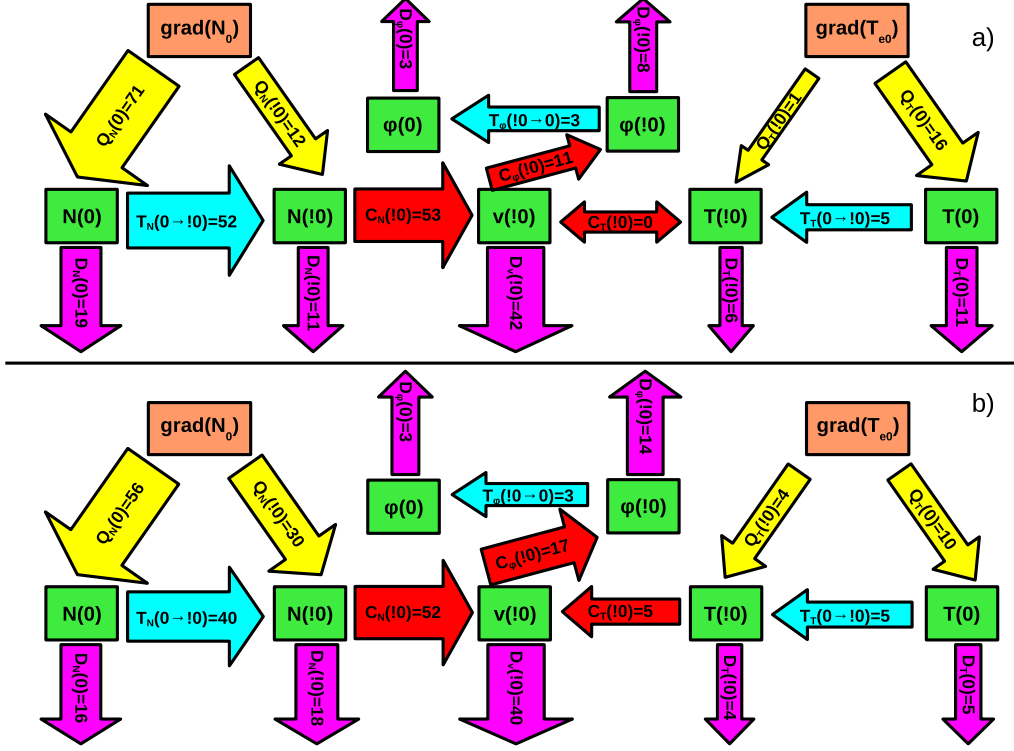 a)
grad(N0)
grad(Te0)
Dφ(0)=3
Dφ(!0)=8
QN(0)=71
QN(!0)=12
QT(!0)=1
QT(0)=16
φ(0)
Tφ(!0→0)=3
φ(!0)
Cφ(!0)=11
N(0)
TN(0→!0)=52
N(!0)
CN(!0)=53
v(!0)
CT(!0)=0
T(!0)
TT(0→!0)=5
T(0)
DN(0)=19
DN(!0)=11
Dv(!0)=42
DT(!0)=6
DT(0)=11
b)
grad(N0)
grad(Te0)
Dφ(0)=3
Dφ(!0)=14
QN(0)=56
QN(!0)=30
QT(!0)=4
QT(0)=10
φ(0)
Tφ(!0→0)=3
φ(!0)
Cφ(!0)=17
N(0)
TN(0→!0)=40
N(!0)
CN(!0)=52
v(!0)
CT(!0)=5
T(!0)
TT(0→!0)=5
T(0)
DN(0)=16
DN(!0)=18
Dv(!0)=40
DT(!0)=4
DT(0)=5